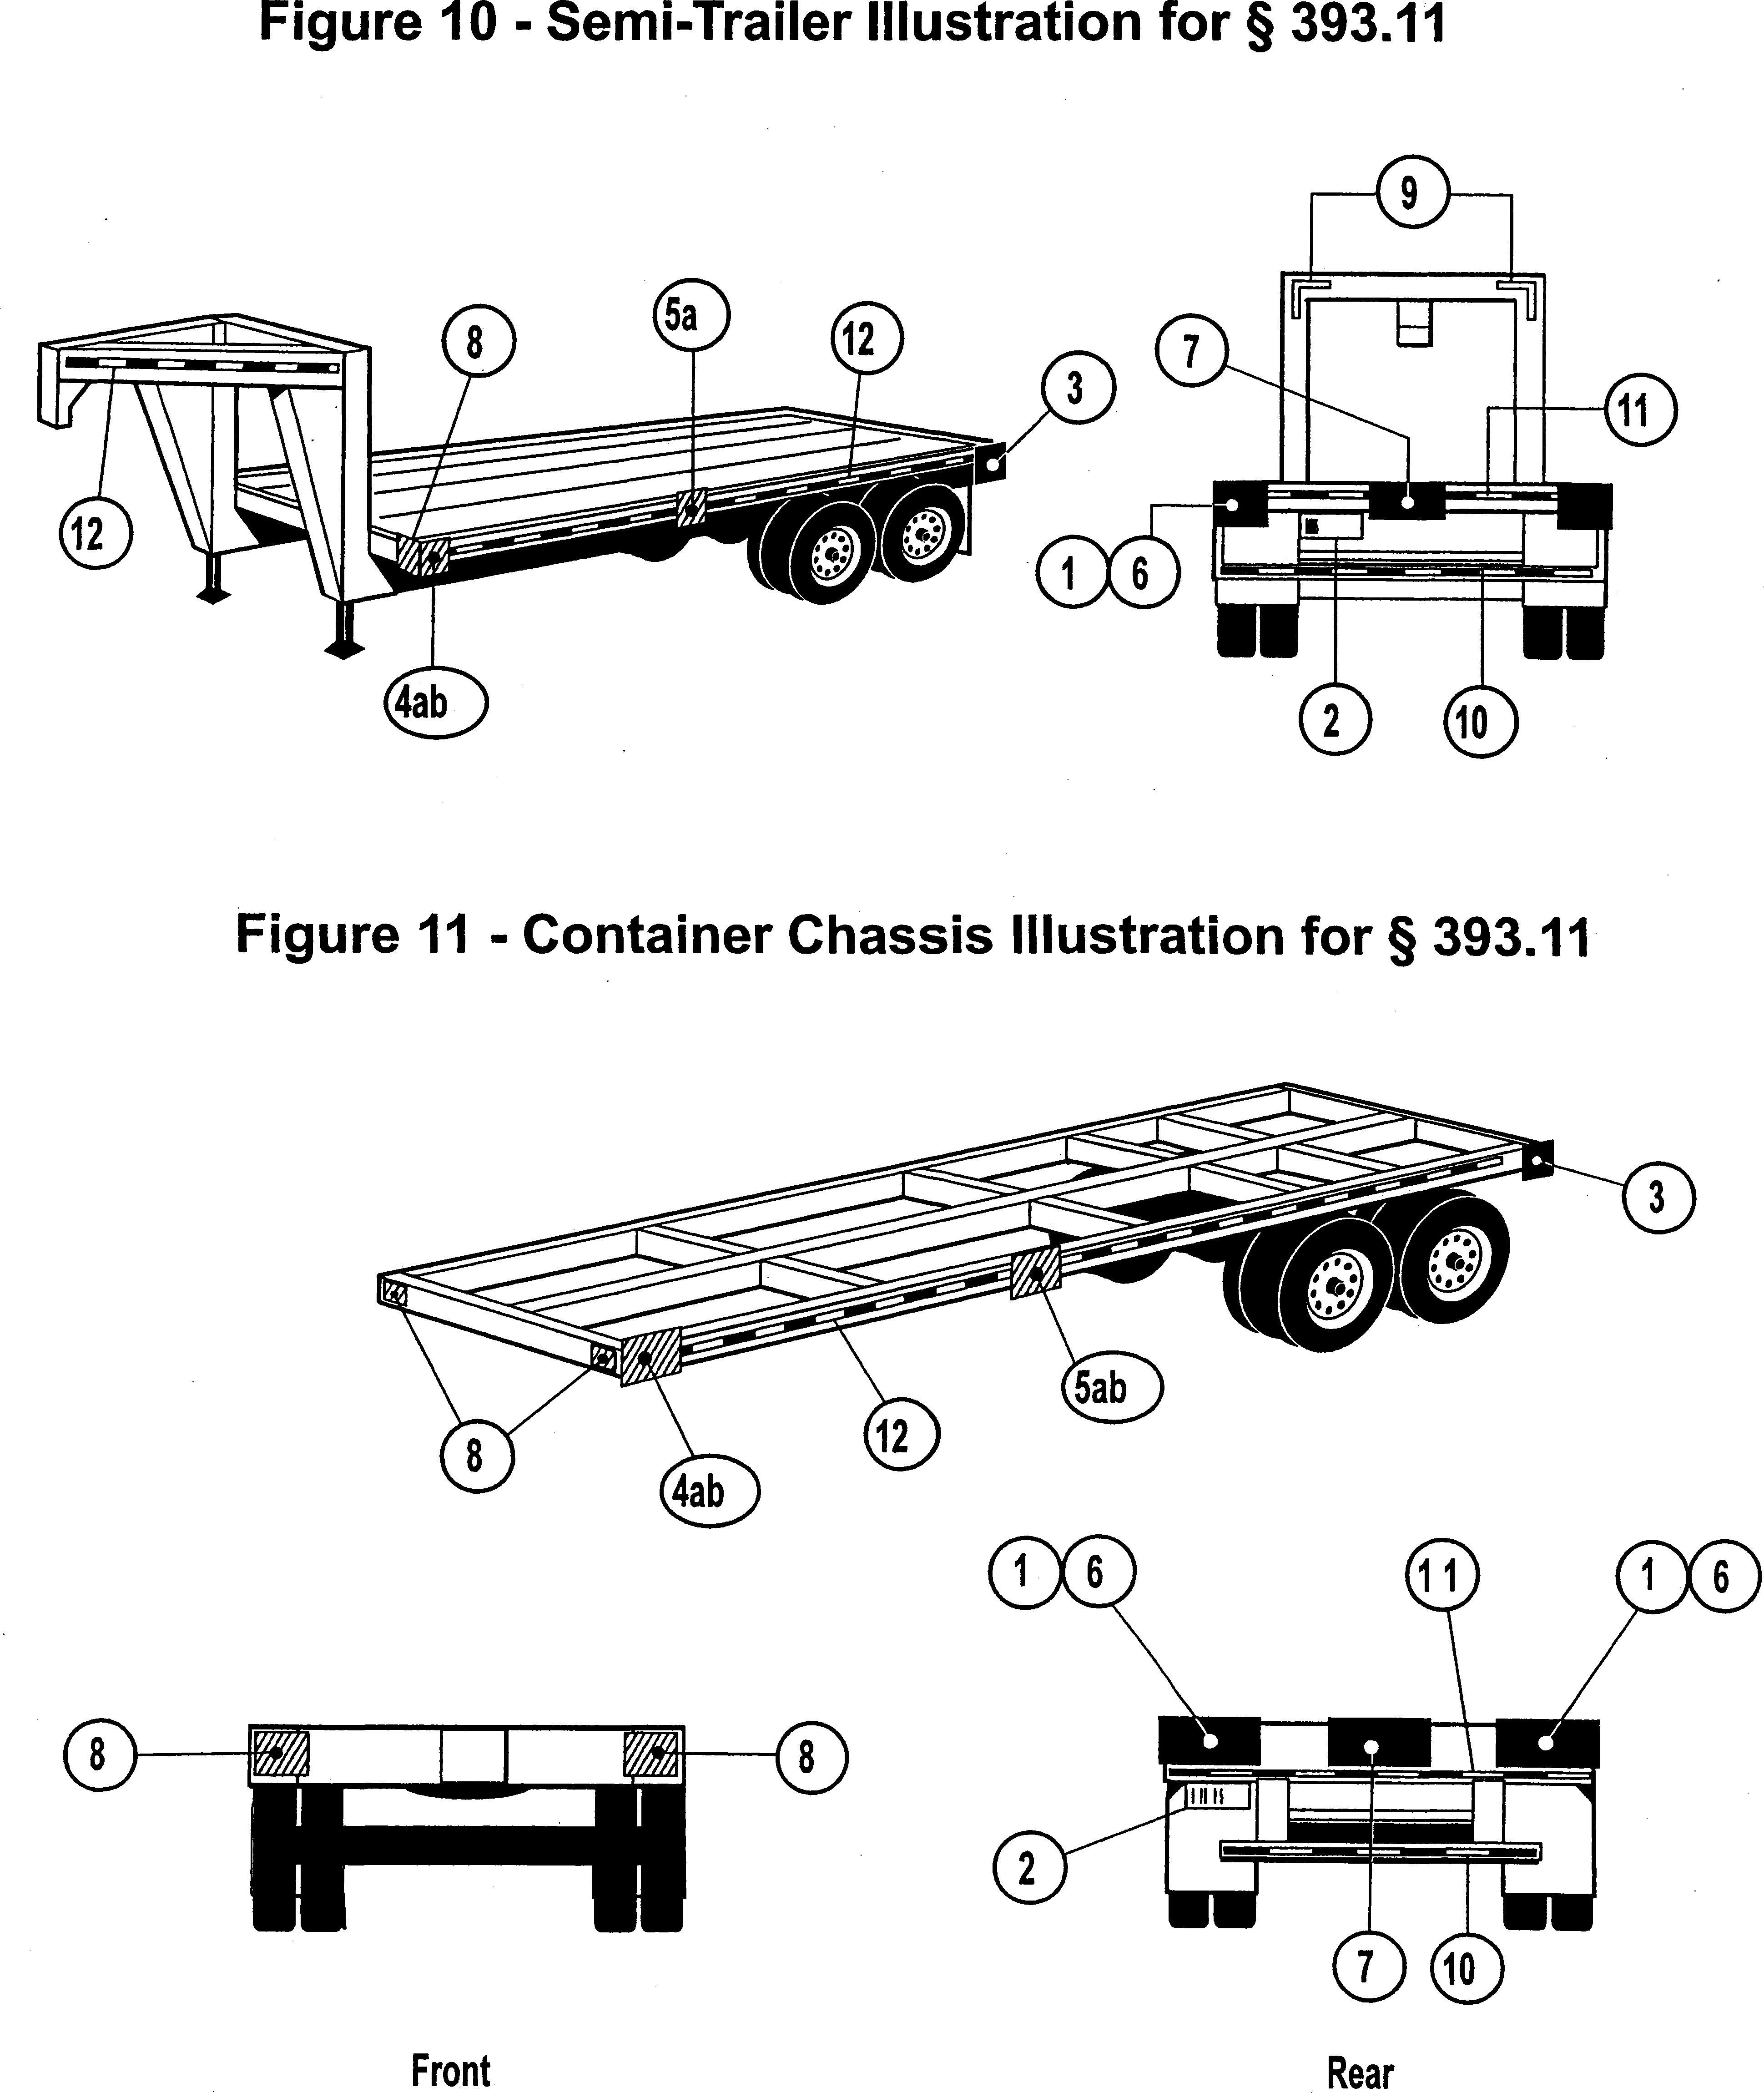 Figure 10 - Semi-Trailer Illustration for § 393.11
9
5a
8
12
7
3
11
12
1 6
4ab
2
10
Figure 11 - Container Chassis Illustration for § 393.11
3
5ab
12
8
4ab
1 6
11
1 6
8
8
2
7
10
Front
Rear